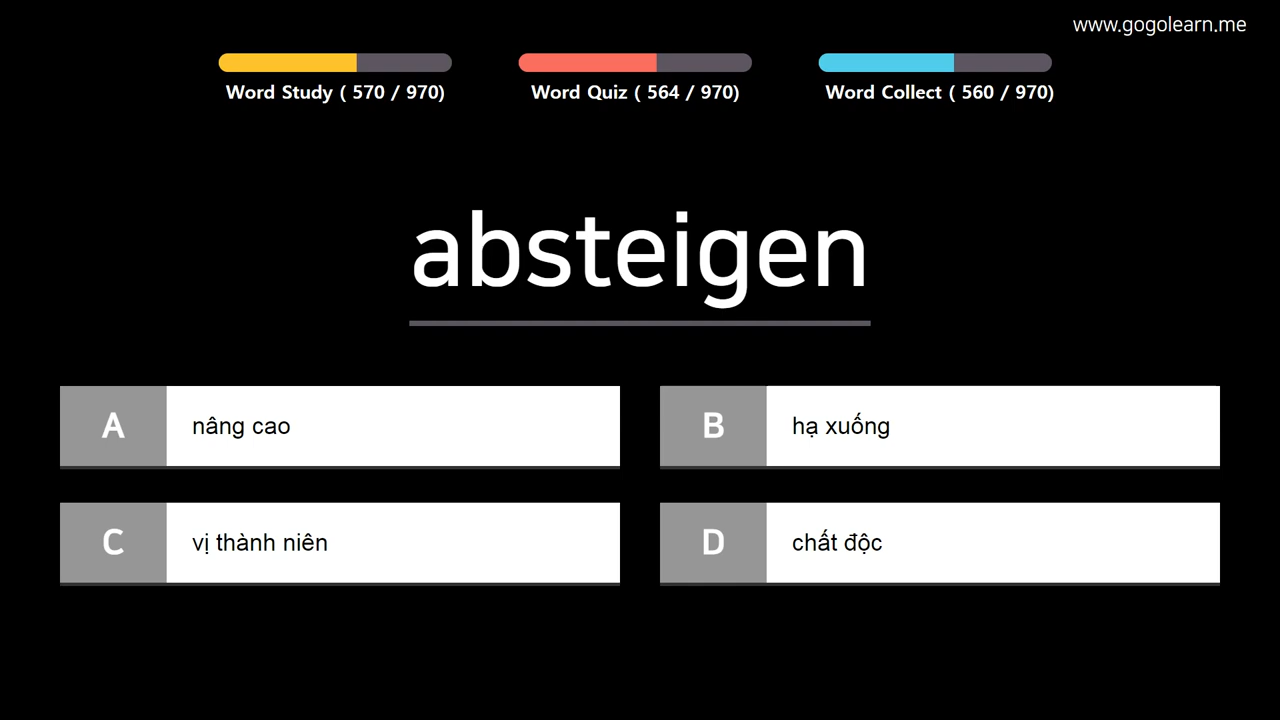 www.gogolearn.me
Word Study ( 570 / 970)
Word Quiz ( 564 / 970)
Word Collect ( 560 / 970)
absteigen
A nâng cao
B hạ xuống
C vị thành niên
D chất độc